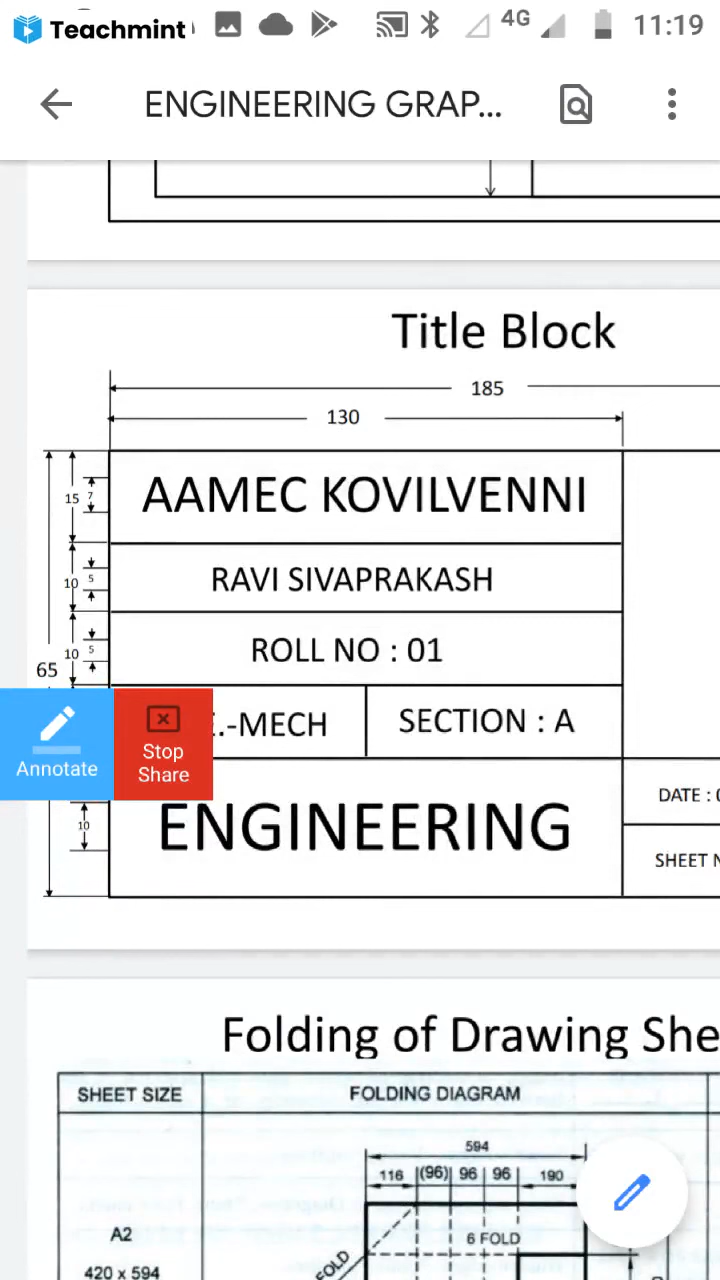 Teachmint
4G
11:19
ENGINEERING GRAP...
Title Block
185
130
AAMEC KOVILVENNI
15
7
RAVI SIVAPRAKASH
10
5
ROLL NO : 01
10
5
65
.-MECH
SECTION : A
Annotate
Stop
Share
ENGINEERING
10
DATE : 0
SHEET N
Folding of Drawing She
SHEET SIZE
FOLDING DIAGRAM
594
116 (96) 96 96 190
A2
6 FOLD
FOLD
420 x 594